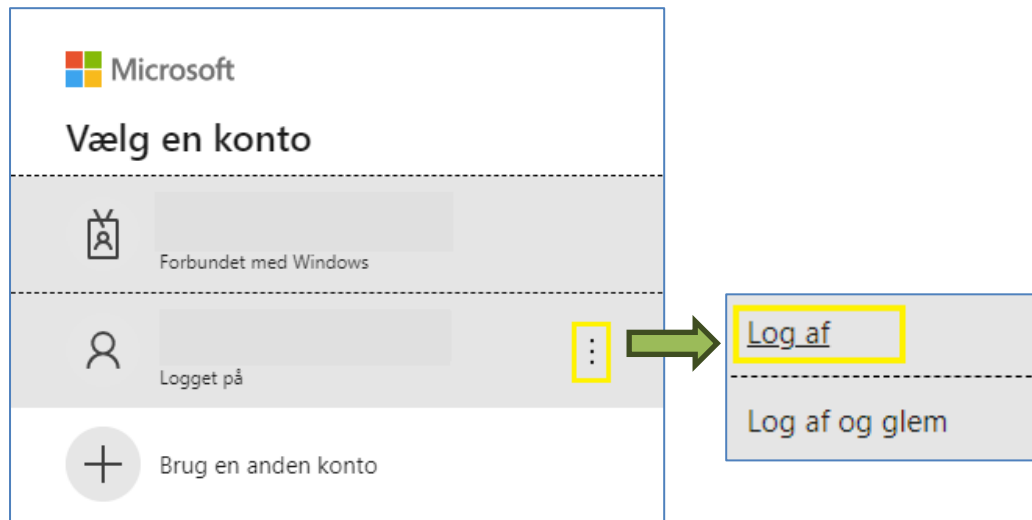 Microsoft
Vælg en konto
Forbundet med Windows
Logget på
Log af
Log af og glem
Brug en anden konto